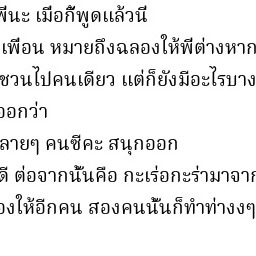 พีนะ เมือกี้พูดแล้วนี
เพือน หมายถึงฉลองให้พีต่างหาก
ชวนไปคนเดียว แต่ก็ยังมีอะไรบาง
ออกว่า
ลายๆ คนซีคะ สนุกออก
ดี ต่อจากนั้นคือ กะเร่อกะร่ามาจาก
องให้อีกคน สองคนนั้นก็ทำท่างงๆ